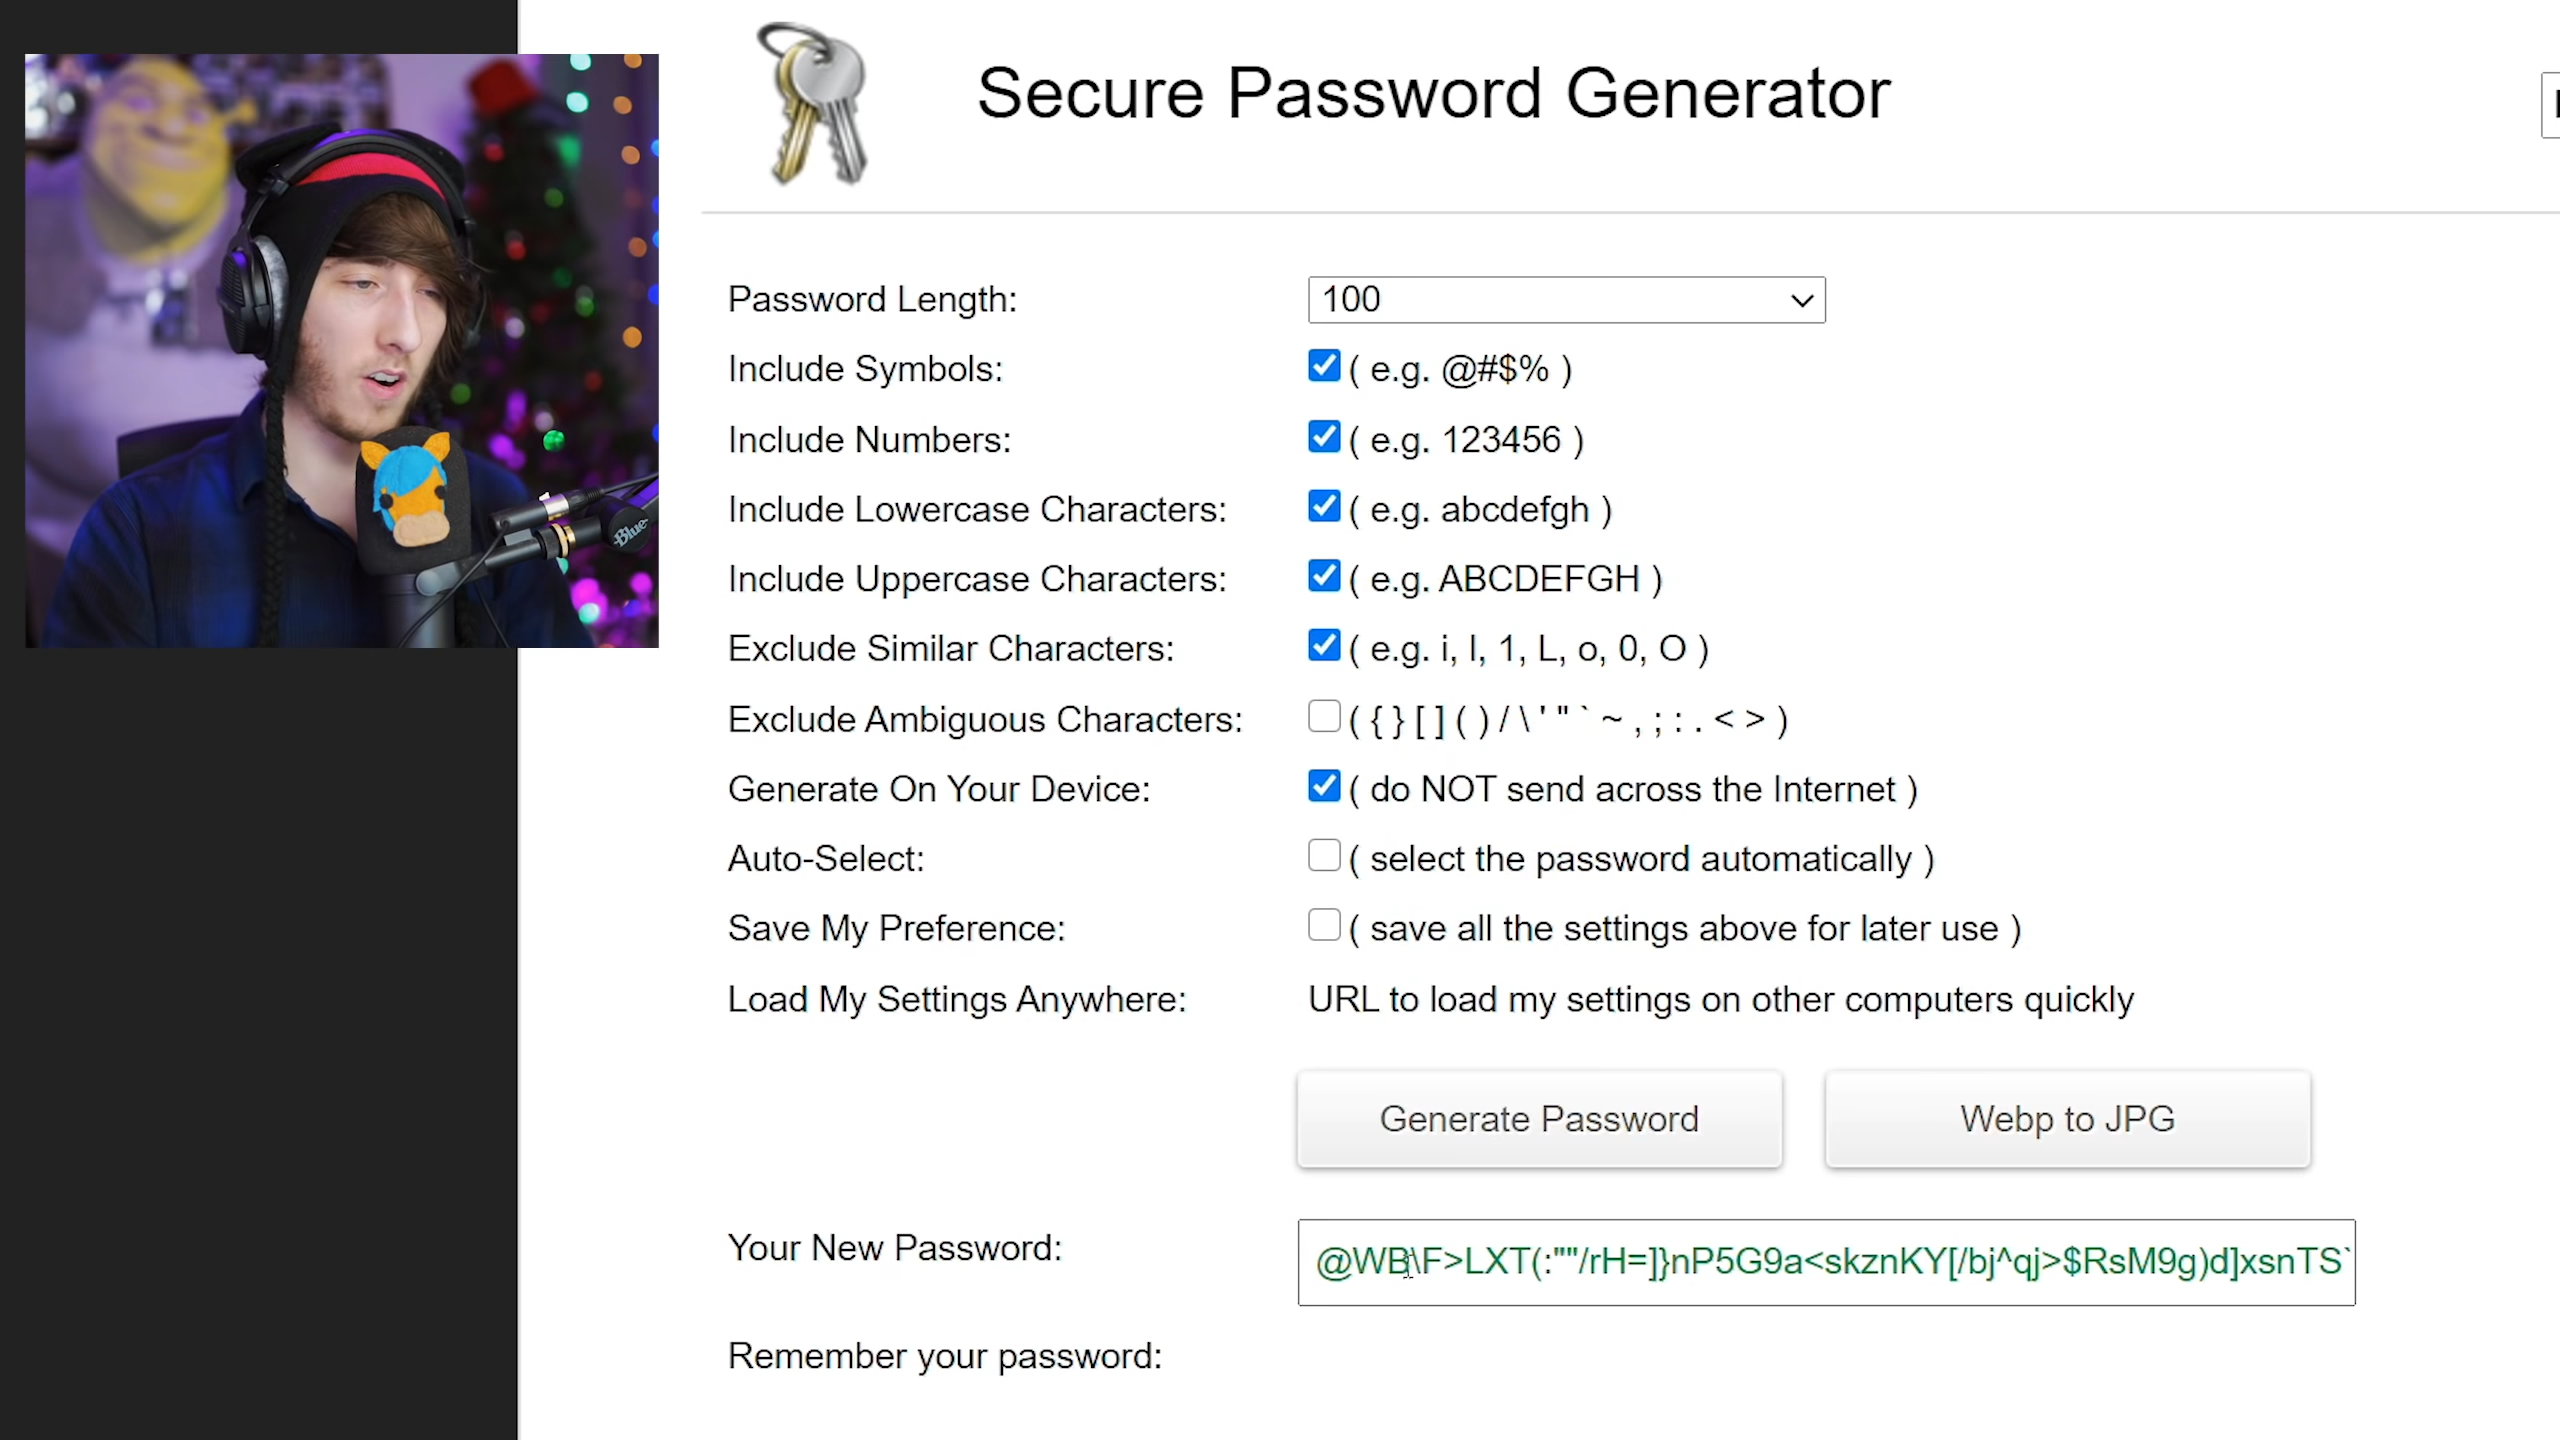 Secure Password Generator
Password Length: 100
Include Symbols: ( e.g. @#$% )
Include Numbers: ( e.g. 123456 )
Include Lowercase Characters: ( e.g. abcdefgh )
Include Uppercase Characters: ( e.g. ABCDEFGH )
Exclude Similar Characters: ( e.g. i, l, 1, L, o, 0, O )
Exclude Ambiguous Characters: ( { } [ ] ( ) / \ ' " ` ~ , ; : . < > )
Generate On Your Device: ( do NOT send across the Internet )
Auto-Select: ( select the password automatically )
Save My Preference: ( save all the settings above for later use )
Load My Settings Anywhere: URL to load my settings on other computers quickly
Generate Password Webp to JPG
Your New Password: @WB\F>LXT(:""/rH=]}nP5G9a<skznKY[/bj^qj>$RsM9g)d]xsnTS`
Remember your password:
Blue